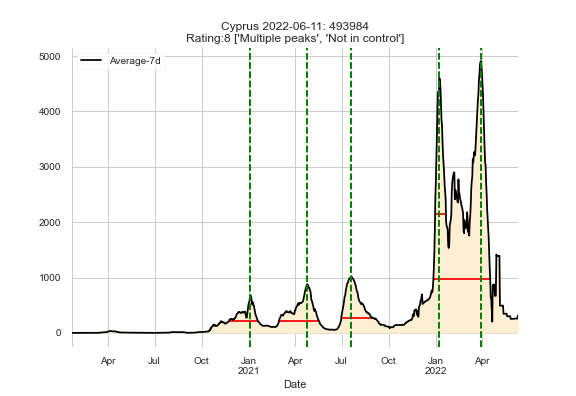 Cyprus 2022-06-11: 493984
Rating:8 ['Multiple peaks', 'Not in control']
Average-7d
5000
4000
3000
2000
1000
0
Apr Jul Oct Jan Apr Jul Oct Jan Apr
2021 2022
Date